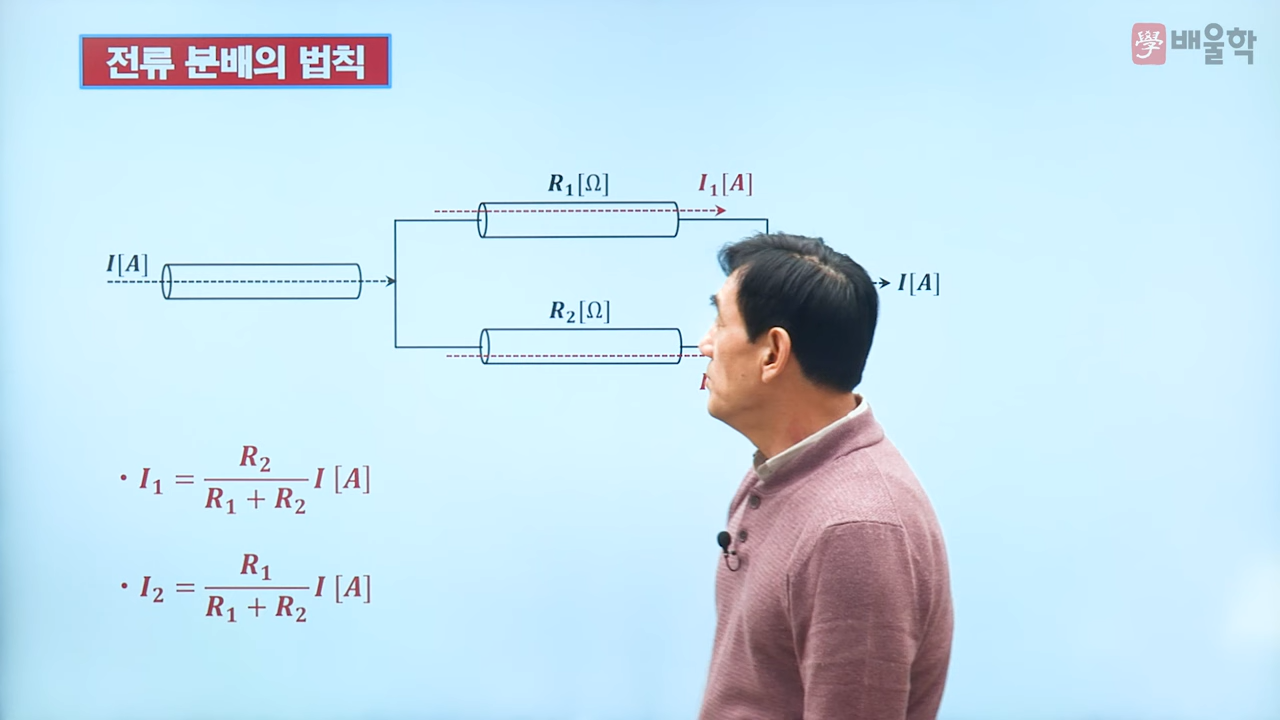 전류 분배의 법칙
學 배울학
R₁[Ω]
I₁[A]
I[A]
I[A]
R₂[Ω]
I
· I₁ = R₂/(R₁ + R₂) I [A]
· I₂ = R₁/(R₁ + R₂) I [A]